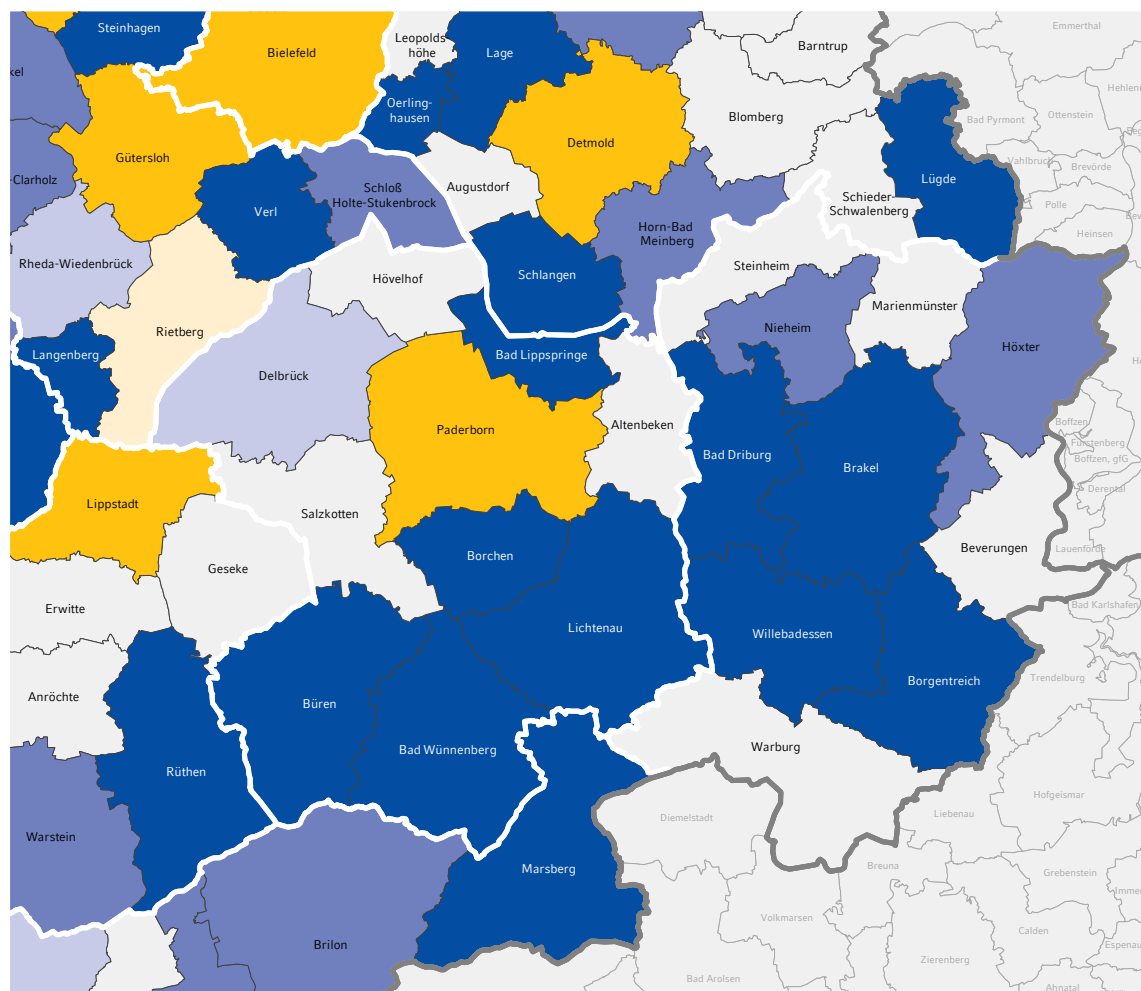 Steinhagen
Bielefeld
Leopolds
höhe
Lage
Barntrup
Emmerthal
kel
Oerling-
hausen
Blomberg
Bad Pyrmont
Ottenstein
Hehlen
Gütersloh
Detmold
Vahlbruch
Brevörde
-Clarholz
Verl
Schloß
Holte-Stukenbrock
Augustdorf
Lügde
Schieder-
Schwalenberg
Polle
Heinsen
Horn-Bad
Meinberg
Rheda-Wiedenbrück
Hövelhof
Schlangen
Steinheim
Marienmünster
Rietberg
Nieheim
Höxter
Langenberg
Bad Lippspringe
Delbrück
Paderborn
Altenbeken
Bad Driburg
Brakel
Boffzen
Fürstenberg
Boffzen, gfG
Derental
Lippstadt
Salzkotten
Borchen
Beverungen
Lauenförde
Geseke
Erwitte
Lichtenau
Willebadessen
Bad Karlshafen
Anröchte
Büren
Borgentreich
Trendelburg
Bad Wünnenberg
Warburg
Rüthen
Hofgeismar
Diemelstadt
Liebenau
Warstein
Marsberg
Breuna
Grebenstein
Volkmarsen
Calden
Brilon
Espenau
Zierenberg
Bad Arolsen
Ahnatal